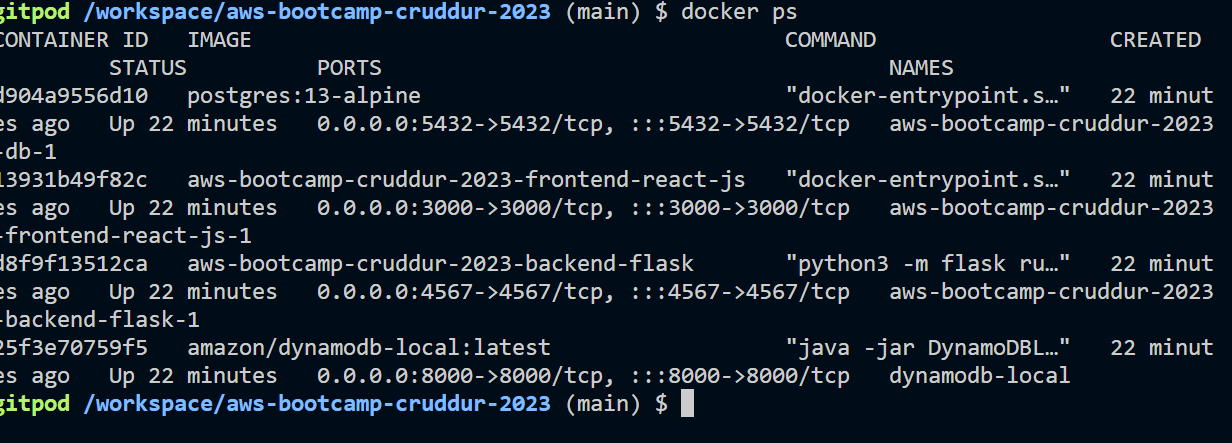 gitpod /workspace/aws-bootcamp-cruddur-2023 (main) $ docker ps
CONTAINER ID   IMAGE                                         COMMAND                  CREATED
         STATUS          PORTS                                       NAMES
d904a9556d10   postgres:13-alpine                            "docker-entrypoint.s…"   22 minut
es ago   Up 22 minutes   0.0.0.0:5432->5432/tcp, :::5432->5432/tcp   aws-bootcamp-cruddur-2023
-db-1
13931b49f82c   aws-bootcamp-cruddur-2023-frontend-react-js   "docker-entrypoint.s…"   22 minut
es ago   Up 22 minutes   0.0.0.0:3000->3000/tcp, :::3000->3000/tcp   aws-bootcamp-cruddur-2023
-frontend-react-js-1
d8f9f13512ca   aws-bootcamp-cruddur-2023-backend-flask       "python3 -m flask ru…"   22 minut
es ago   Up 22 minutes   0.0.0.0:4567->4567/tcp, :::4567->4567/tcp   aws-bootcamp-cruddur-2023
-backend-flask-1
25f3e70759f5   amazon/dynamodb-local:latest                  "java -jar DynamoDBL…"   22 minut
es ago   Up 22 minutes   0.0.0.0:8000->8000/tcp, :::8000->8000/tcp   dynamodb-local
gitpod /workspace/aws-bootcamp-cruddur-2023 (main) $